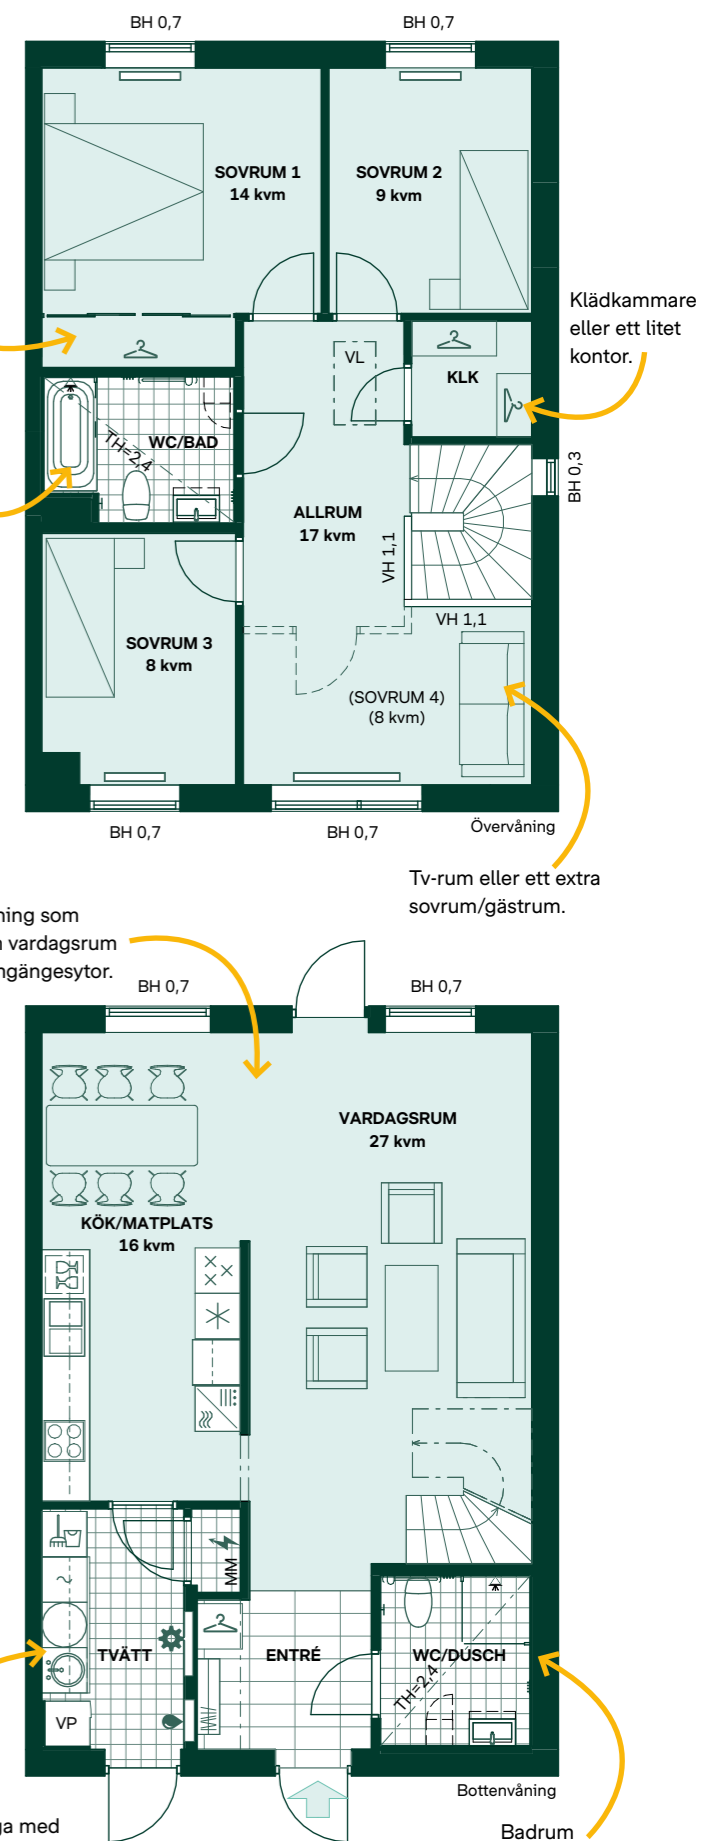 BH 0,7
BH 0,7
SOVRUM 1
14 kvm
SOVRUM 2
9 kvm
Klädkammare
eller ett litet
kontor.
VL
KLK
TH=2,4
WC/BAD
BH 0,3
ALLRUM
17 kvm
VH 1,1
VH 1,1
SOVRUM 3
8 kvm
(SOVRUM 4)
(8 kvm)
BH 0,7
BH 0,7
Övervåning
Tv-rum eller ett extra
sovrum/gästrum.
ning som
vardagsrum
ngängesytor.
BH 0,7
BH 0,7
VARDAGSRUM
27 kvm
KÖK/MATPLATS
16 kvm
MM
TVÄTT
ENTRÉ
WC/DUSCH
TH=2,4
VP
Bottenvåning
ga med
Badrum